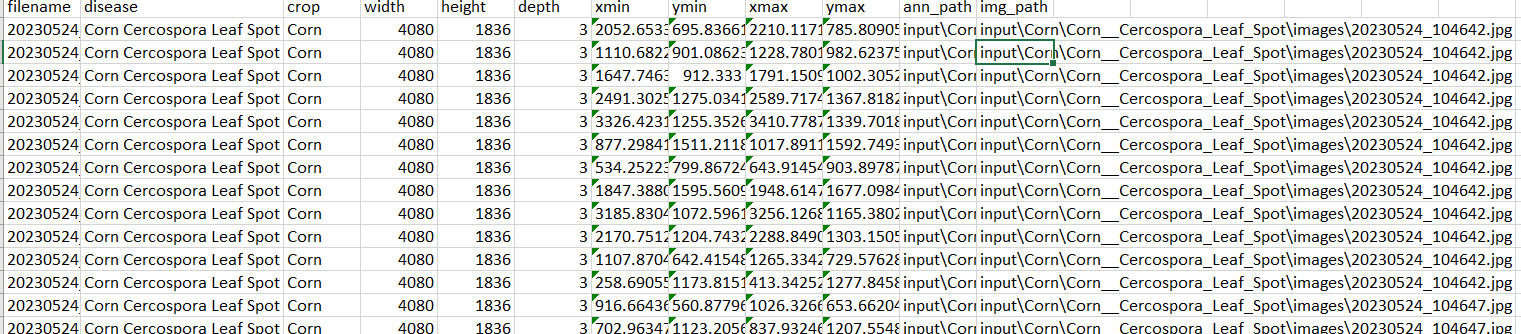 filename disease crop width height depth xmin ymin xmax ymax ann_path img_path
20230524_ Corn Cercospora Leaf Spot Corn 4080 1836 3 2052.6533 695.83661 2210.1171 785.80905 input\Corn input\Corn\Corn__Cercospora_Leaf_Spot\images\20230524_104642.jpg
20230524_ Corn Cercospora Leaf Spot Corn 4080 1836 3 1110.6822 901.08623 1228.7801 982.62375 input\Corn input\Corn\Corn__Cercospora_Leaf_Spot\images\20230524_104642.jpg
20230524_ Corn Cercospora Leaf Spot Corn 4080 1836 3 1647.7463 912.333 1791.1509 1002.3052 input\Corn input\Corn\Corn__Cercospora_Leaf_Spot\images\20230524_104642.jpg
20230524_ Corn Cercospora Leaf Spot Corn 4080 1836 3 2491.3025 1275.0341 2589.7174 1367.8182 input\Corn input\Corn\Corn__Cercospora_Leaf_Spot\images\20230524_104642.jpg
20230524_ Corn Cercospora Leaf Spot Corn 4080 1836 3 3326.4231 1255.3526 3410.7787 1339.7018 input\Corn input\Corn\Corn__Cercospora_Leaf_Spot\images\20230524_104642.jpg
20230524_ Corn Cercospora Leaf Spot Corn 4080 1836 3 877.29841 1511.2118 1017.8911 1592.7493 input\Corn input\Corn\Corn__Cercospora_Leaf_Spot\images\20230524_104642.jpg
20230524_ Corn Cercospora Leaf Spot Corn 4080 1836 3 534.25223 799.86724 643.91454 903.89787 input\Corn input\Corn\Corn__Cercospora_Leaf_Spot\images\20230524_104642.jpg
20230524_ Corn Cercospora Leaf Spot Corn 4080 1836 3 1847.3880 1595.5609 1948.6147 1677.0984 input\Corn input\Corn\Corn__Cercospora_Leaf_Spot\images\20230524_104642.jpg
20230524_ Corn Cercospora Leaf Spot Corn 4080 1836 3 3185.8304 1072.5961 3256.1268 1165.3802 input\Corn input\Corn\Corn__Cercospora_Leaf_Spot\images\20230524_104642.jpg
20230524_ Corn Cercospora Leaf Spot Corn 4080 1836 3 2170.7512 1204.7432 2288.8490 1303.1505 input\Corn input\Corn\Corn__Cercospora_Leaf_Spot\images\20230524_104642.jpg
20230524_ Corn Cercospora Leaf Spot Corn 4080 1836 3 1107.8704 642.41548 1265.3342 729.57628 input\Corn input\Corn\Corn__Cercospora_Leaf_Spot\images\20230524_104642.jpg
20230524_ Corn Cercospora Leaf Spot Corn 4080 1836 3 258.69055 1173.8151 413.34252 1277.8458 input\Corn input\Corn\Corn__Cercospora_Leaf_Spot\images\20230524_104642.jpg
20230524_ Corn Cercospora Leaf Spot Corn 4080 1836 3 916.66436 560.87796 1026.3266 653.66204 input\Corn input\Corn\Corn__Cercospora_Leaf_Spot\images\20230524_104647.jpg
20230524_ Corn Cercospora Leaf Spot Corn 4080 1836 3 702.96347 1123.2056 837.93246 1207.5548 input\Corn input\Corn\Corn__Cercospora_Leaf_Spot\images\20230524_104647.jpg